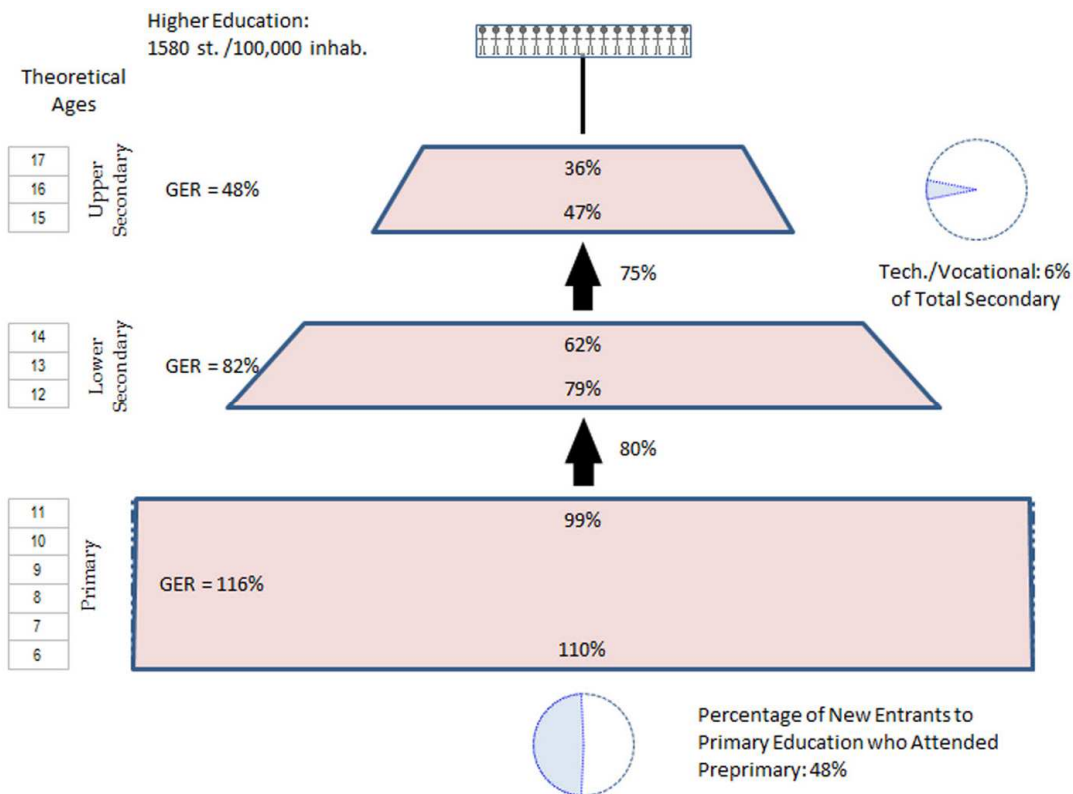 Higher Education:
1580 st. /100,000 inhab.
Theoretical
Ages
17
16
15
Upper
Secondary
GER = 48%
36%
47%
75%
Tech./Vocational: 6%
of Total Secondary
14
13
12
Lower
Secondary
GER = 82%
62%
79%
80%
11
10
9
8
7
6
Primary
GER = 116%
99%
110%
Percentage of New Entrants to
Primary Education who Attended
Preprimary: 48%